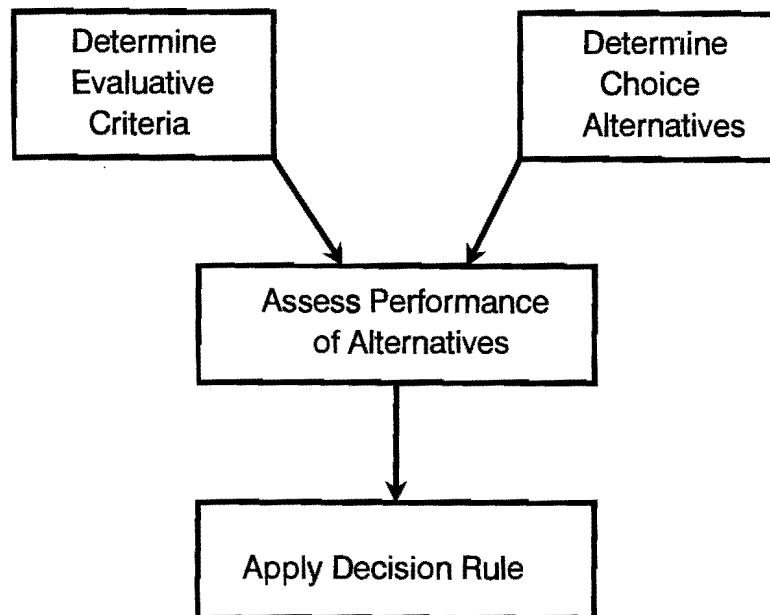 Determine
Evaluative
Criteria
Determine
Choice
Alternatives
Assess Performance
of Alternatives
Apply Decision Rule